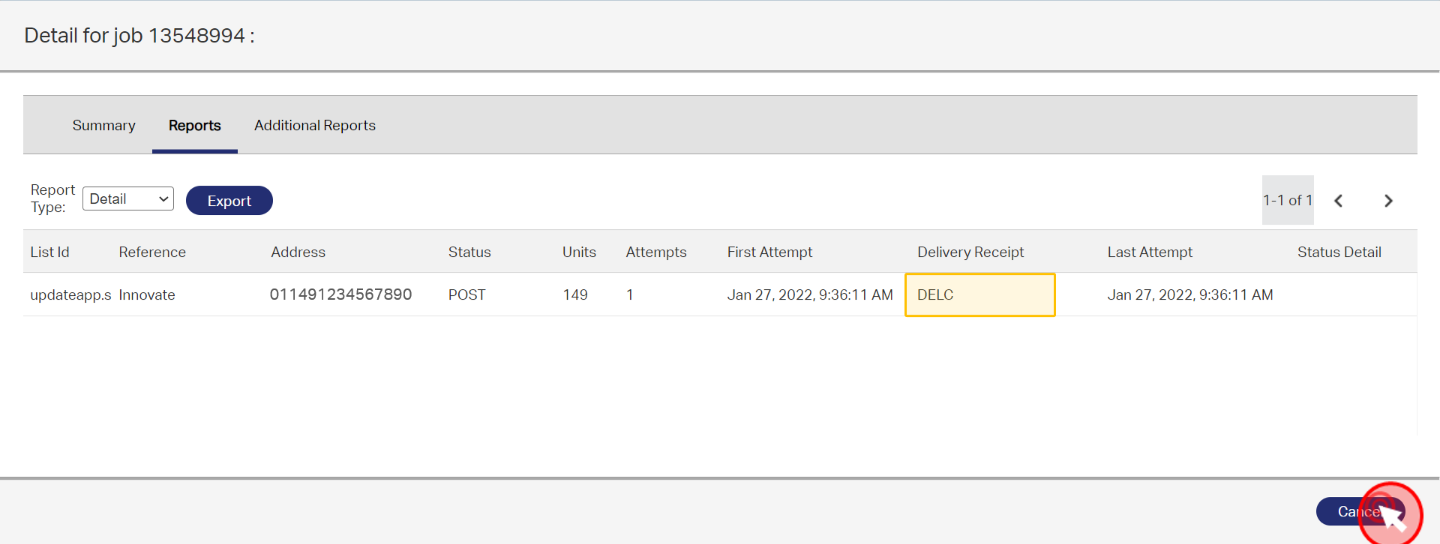 Detail for job 13548994 :
Summary Reports Additional Reports
Report Type: Detail Export 1-1 of 1
List Id Reference Address Status Units Attempts First Attempt Delivery Receipt Last Attempt Status Detail
updateapp.s Innovate 011491234567890 POST 149 1 Jan 27, 2022, 9:36:11 AM DELC Jan 27, 2022, 9:36:11 AM
Cancel